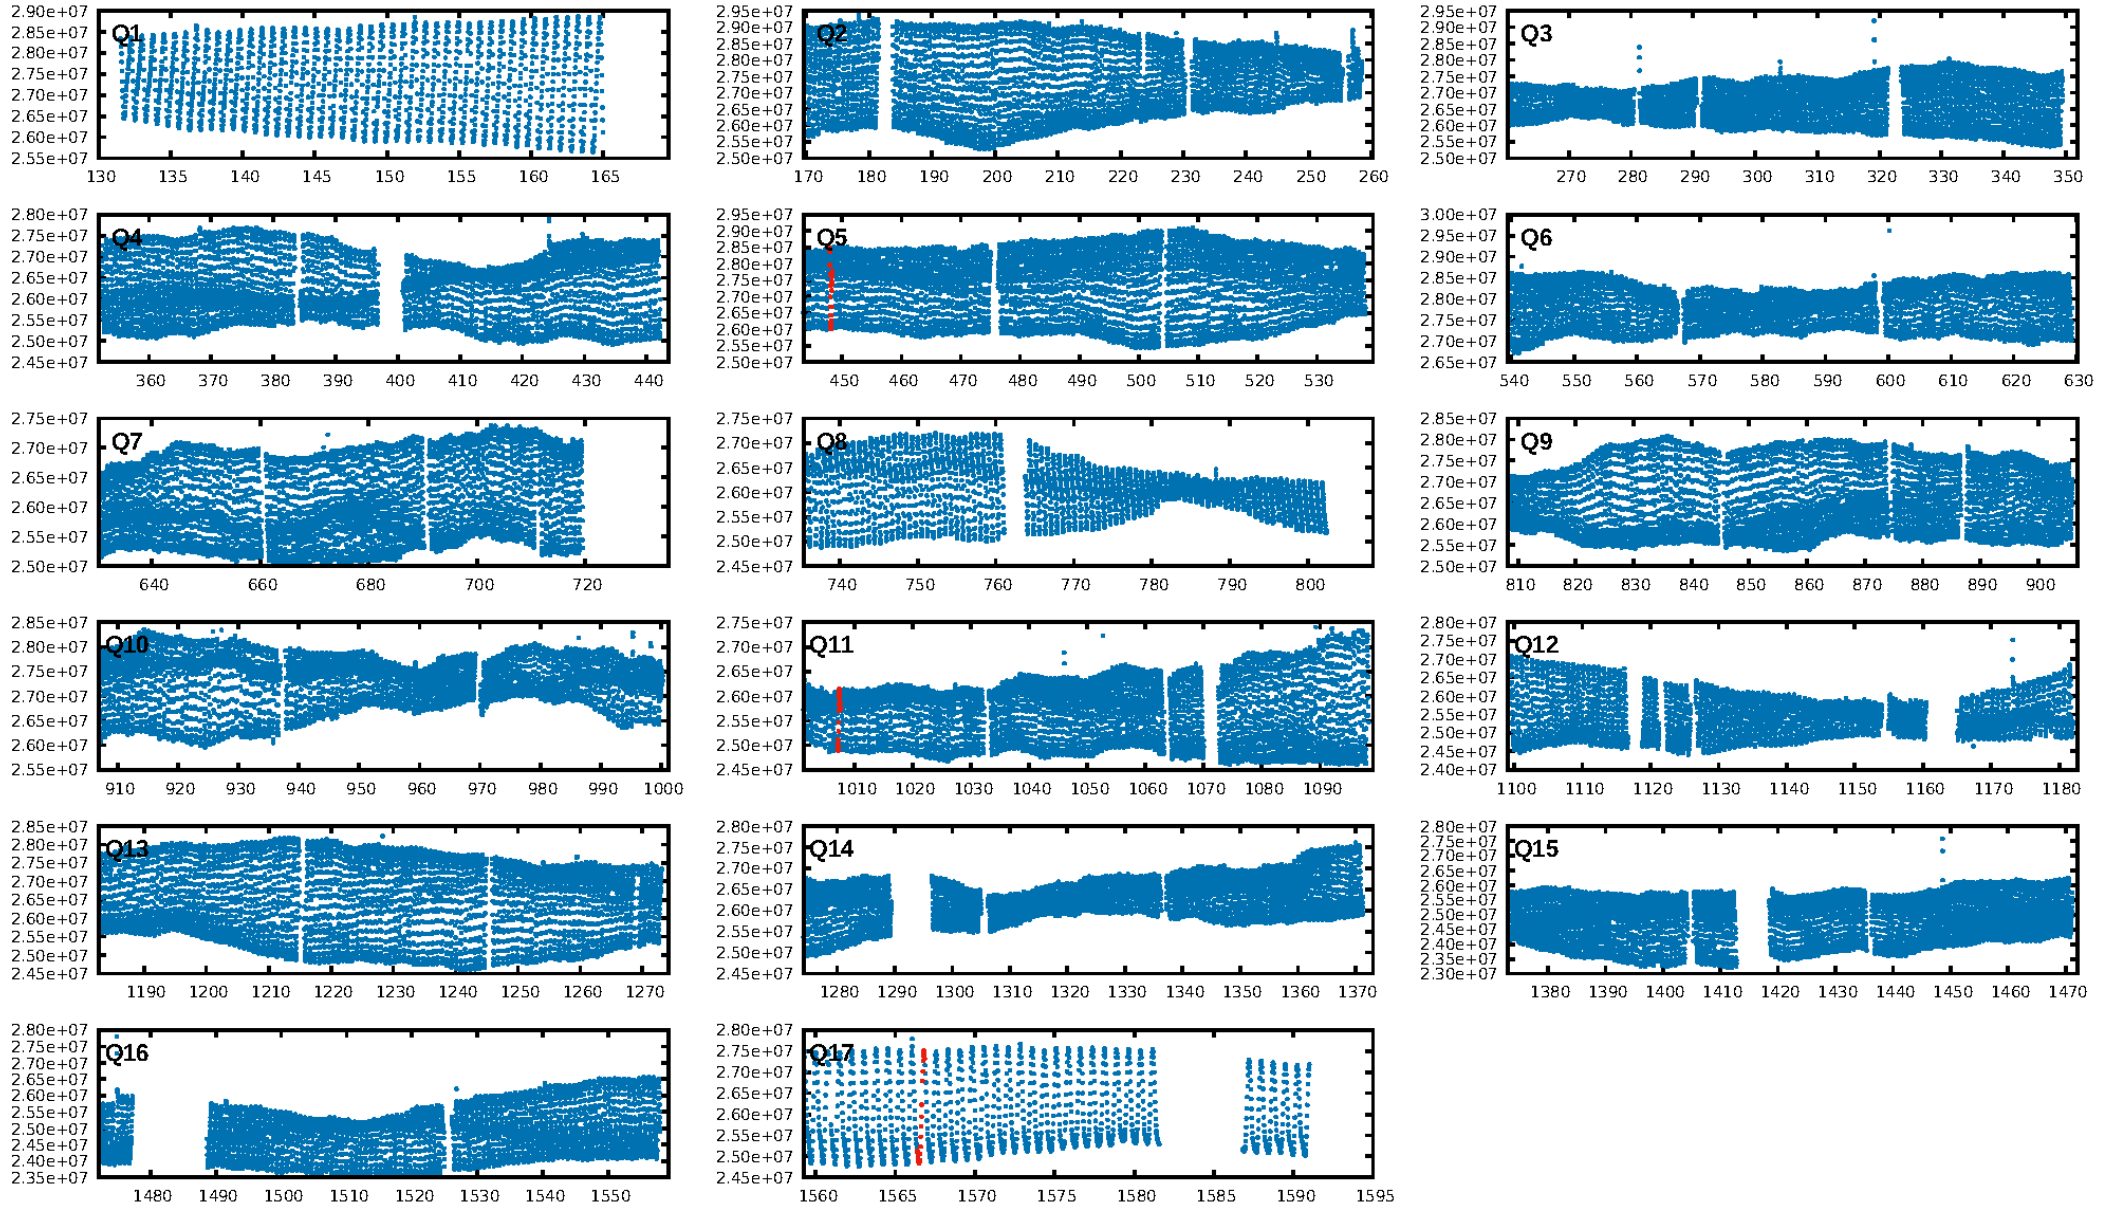 2.90e+07
2.85e+07
2.80e+07
2.75e+07
2.70e+07
2.65e+07
2.60e+07
2.55e+07
Q1
130 135 140 145 150 155 160 165
2.95e+07
2.90e+07
2.85e+07
2.80e+07
2.75e+07
2.70e+07
2.65e+07
2.60e+07
2.55e+07
2.50e+07
Q2
170 180 190 200 210 220 230 240 250 260
2.95e+07
2.90e+07
2.85e+07
2.80e+07
2.75e+07
2.70e+07
2.65e+07
2.60e+07
2.55e+07
2.50e+07
Q3
270 280 290 300 310 320 330 340 350
2.80e+07
2.75e+07
2.70e+07
2.65e+07
2.60e+07
2.55e+07
2.50e+07
2.45e+07
Q4
360 370 380 390 400 410 420 430 440
2.95e+07
2.90e+07
2.85e+07
2.80e+07
2.75e+07
2.70e+07
2.65e+07
2.60e+07
2.55e+07
2.50e+07
Q5
450 460 470 480 490 500 510 520 530
3.00e+07
2.95e+07
2.90e+07
2.85e+07
2.80e+07
2.75e+07
2.70e+07
2.65e+07
Q6
540 550 560 570 580 590 600 610 620 630
2.75e+07
2.70e+07
2.65e+07
2.60e+07
2.55e+07
2.50e+07
Q7
640 660 680 700 720
2.75e+07
2.70e+07
2.65e+07
2.60e+07
2.55e+07
2.50e+07
2.45e+07
Q8
740 750 760 770 780 790 800
2.85e+07
2.80e+07
2.75e+07
2.70e+07
2.65e+07
2.60e+07
2.55e+07
2.50e+07
Q9
810 820 830 840 850 860 870 880 890 900
2.85e+07
2.80e+07
2.75e+07
2.70e+07
2.65e+07
2.60e+07
2.55e+07
Q10
910 920 930 940 950 960 970 980 990 1000
2.75e+07
2.70e+07
2.65e+07
2.60e+07
2.55e+07
2.50e+07
2.45e+07
Q11
1010 1020 1030 1040 1050 1060 1070 1080 1090
2.80e+07
2.75e+07
2.70e+07
2.65e+07
2.60e+07
2.55e+07
2.50e+07
2.45e+07
2.40e+07
Q12
1100 1110 1120 1130 1140 1150 1160 1170 1180
2.85e+07
2.80e+07
2.75e+07
2.70e+07
2.65e+07
2.60e+07
2.55e+07
2.50e+07
2.45e+07
Q13
1190 1200 1210 1220 1230 1240 1250 1260 1270
2.80e+07
2.75e+07
2.70e+07
2.65e+07
2.60e+07
2.55e+07
2.50e+07
2.45e+07
Q14
1280 1290 1300 1310 1320 1330 1340 1350 1360 1370
2.80e+07
2.75e+07
2.70e+07
2.65e+07
2.60e+07
2.55e+07
2.50e+07
2.45e+07
2.40e+07
2.35e+07
2.30e+07
Q15
1380 1390 1400 1410 1420 1430 1440 1450 1460 1470
2.80e+07
2.75e+07
2.70e+07
2.65e+07
2.60e+07
2.55e+07
2.50e+07
2.45e+07
2.40e+07
2.35e+07
Q16
1480 1490 1500 1510 1520 1530 1540 1550
2.80e+07
2.75e+07
2.70e+07
2.65e+07
2.60e+07
2.55e+07
2.50e+07
2.45e+07
Q17
1560 1565 1570 1575 1580 1585 1590 1595